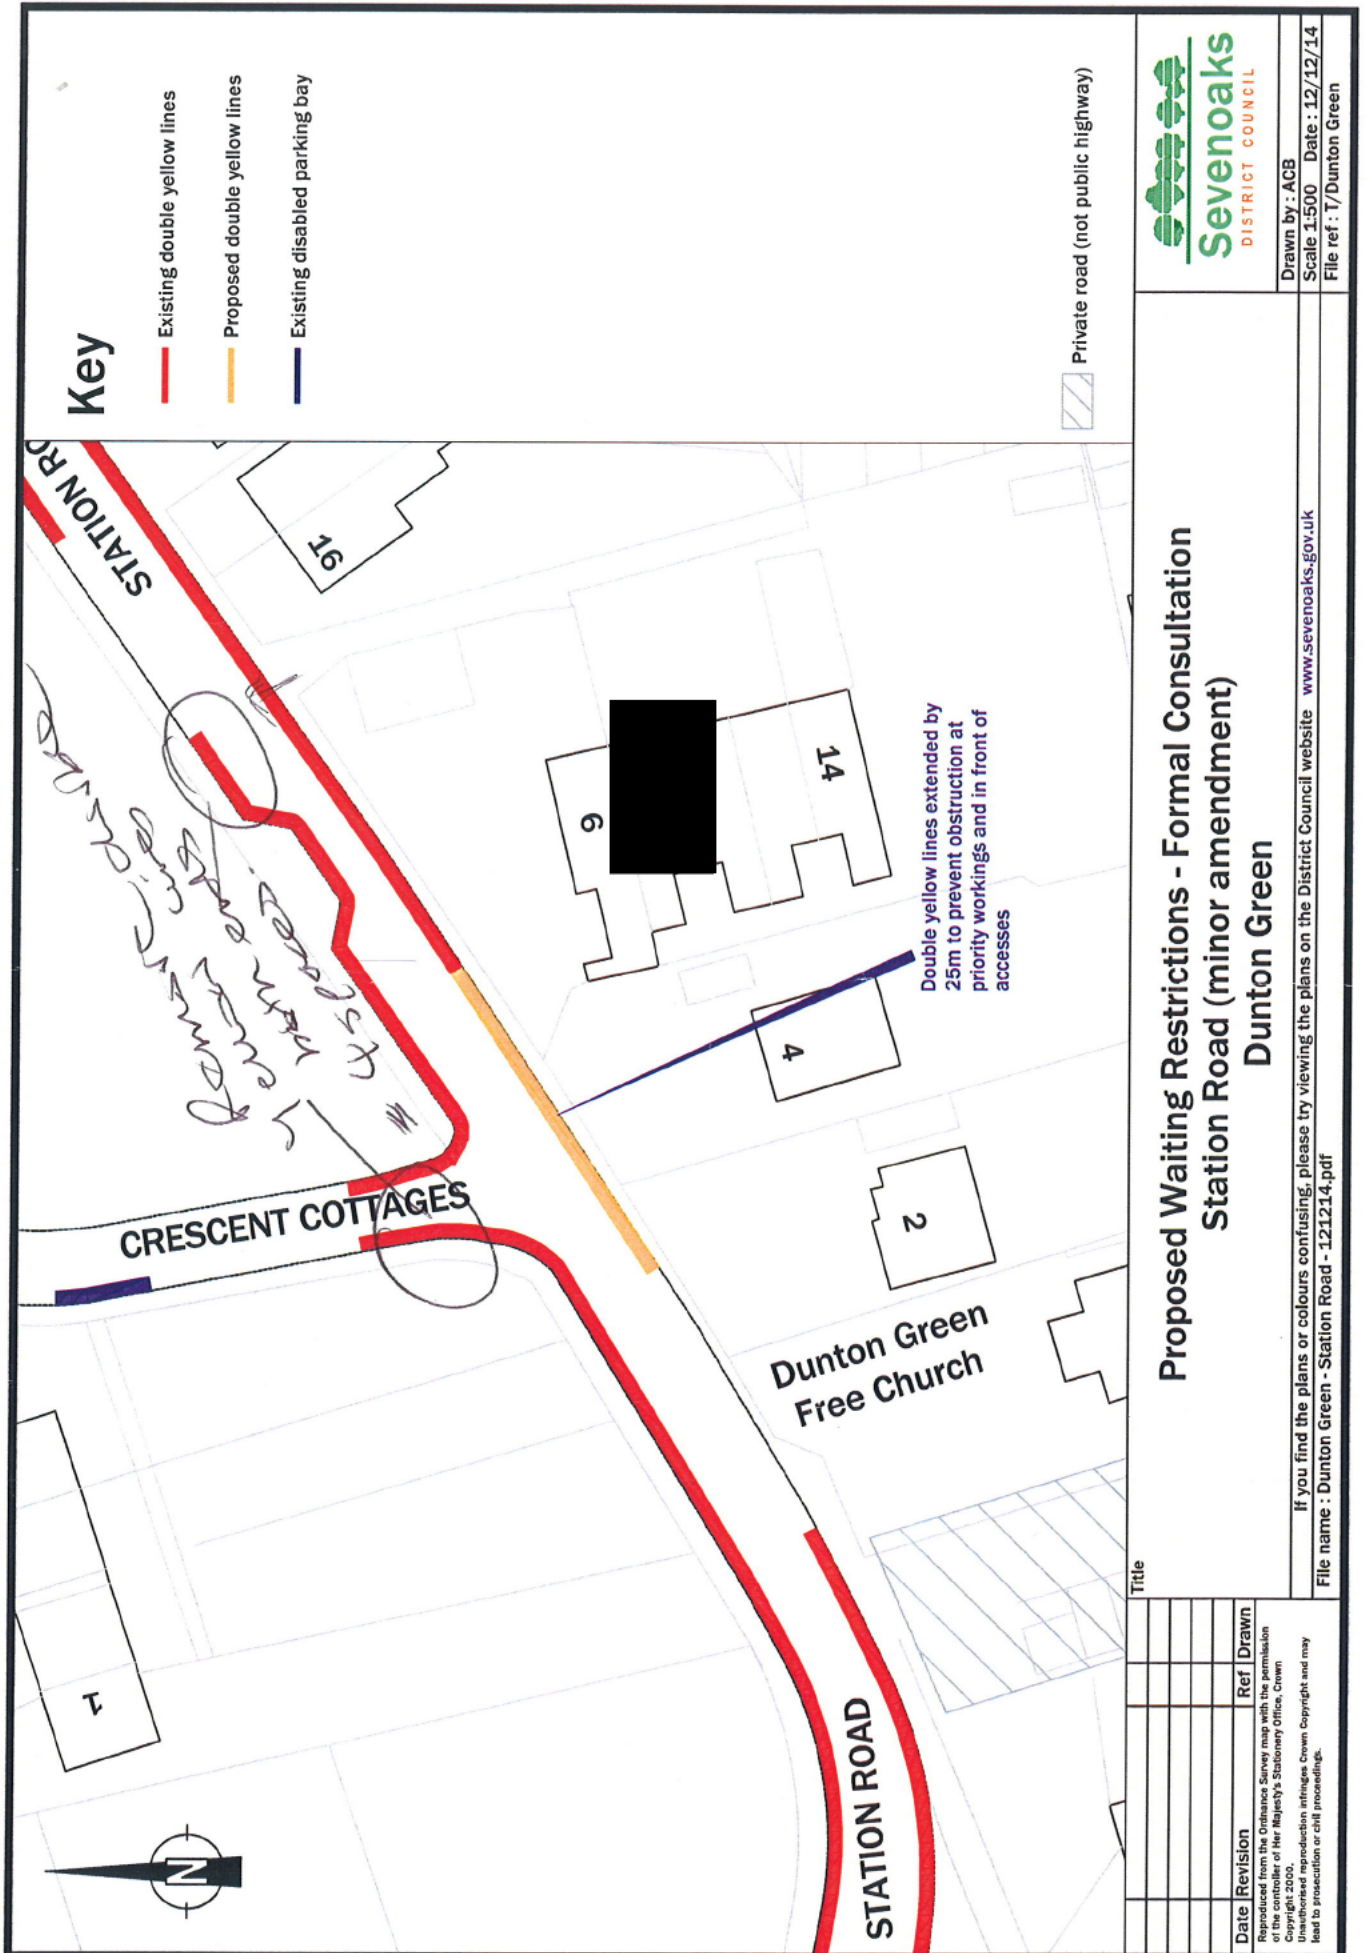 Key
Existing double yellow lines
Proposed double yellow lines
Existing disabled parking bay
Private road (not public highway)
STATION RO
16
6
14
4
2
1
CRESCENT COTTAGES
Double yellow lines extended by
25m to prevent obstruction at
priority workings and in front of
accesses
Dunton Green
Free Church
STATION ROAD
N
Title
Proposed Waiting Restrictions - Formal Consultation
Station Road (minor amendment)
Dunton Green
Sevenoaks
DISTRICT COUNCIL
Drawn by : ACB
Scale 1:500 Date : 12/12/14
File ref : T/Dunton Green
If you find the plans or colours confusing, please try viewing the plans on the District Council website www.sevenoaks.gov.uk
File name : Dunton Green - Station Road - 121214.pdf
Date Revision Ref Drawn
Reproduced from the Ordnance Survey map with the permission
of the controller of Her Majesty's Stationery Office, Crown
Copyright 2000.
Unauthorised reproduction infringes Crown Copyright and may
lead to prosecution or civil proceedings.